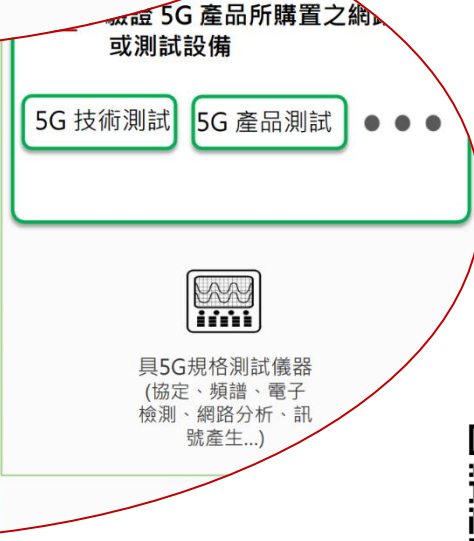 驗證 5G 產品所購置之網
或測試設備
5G 技術測試
5G 產品測試
具5G規格測試儀器
(協定、頻譜、電子
檢測、網路分析、訊
號產生...)